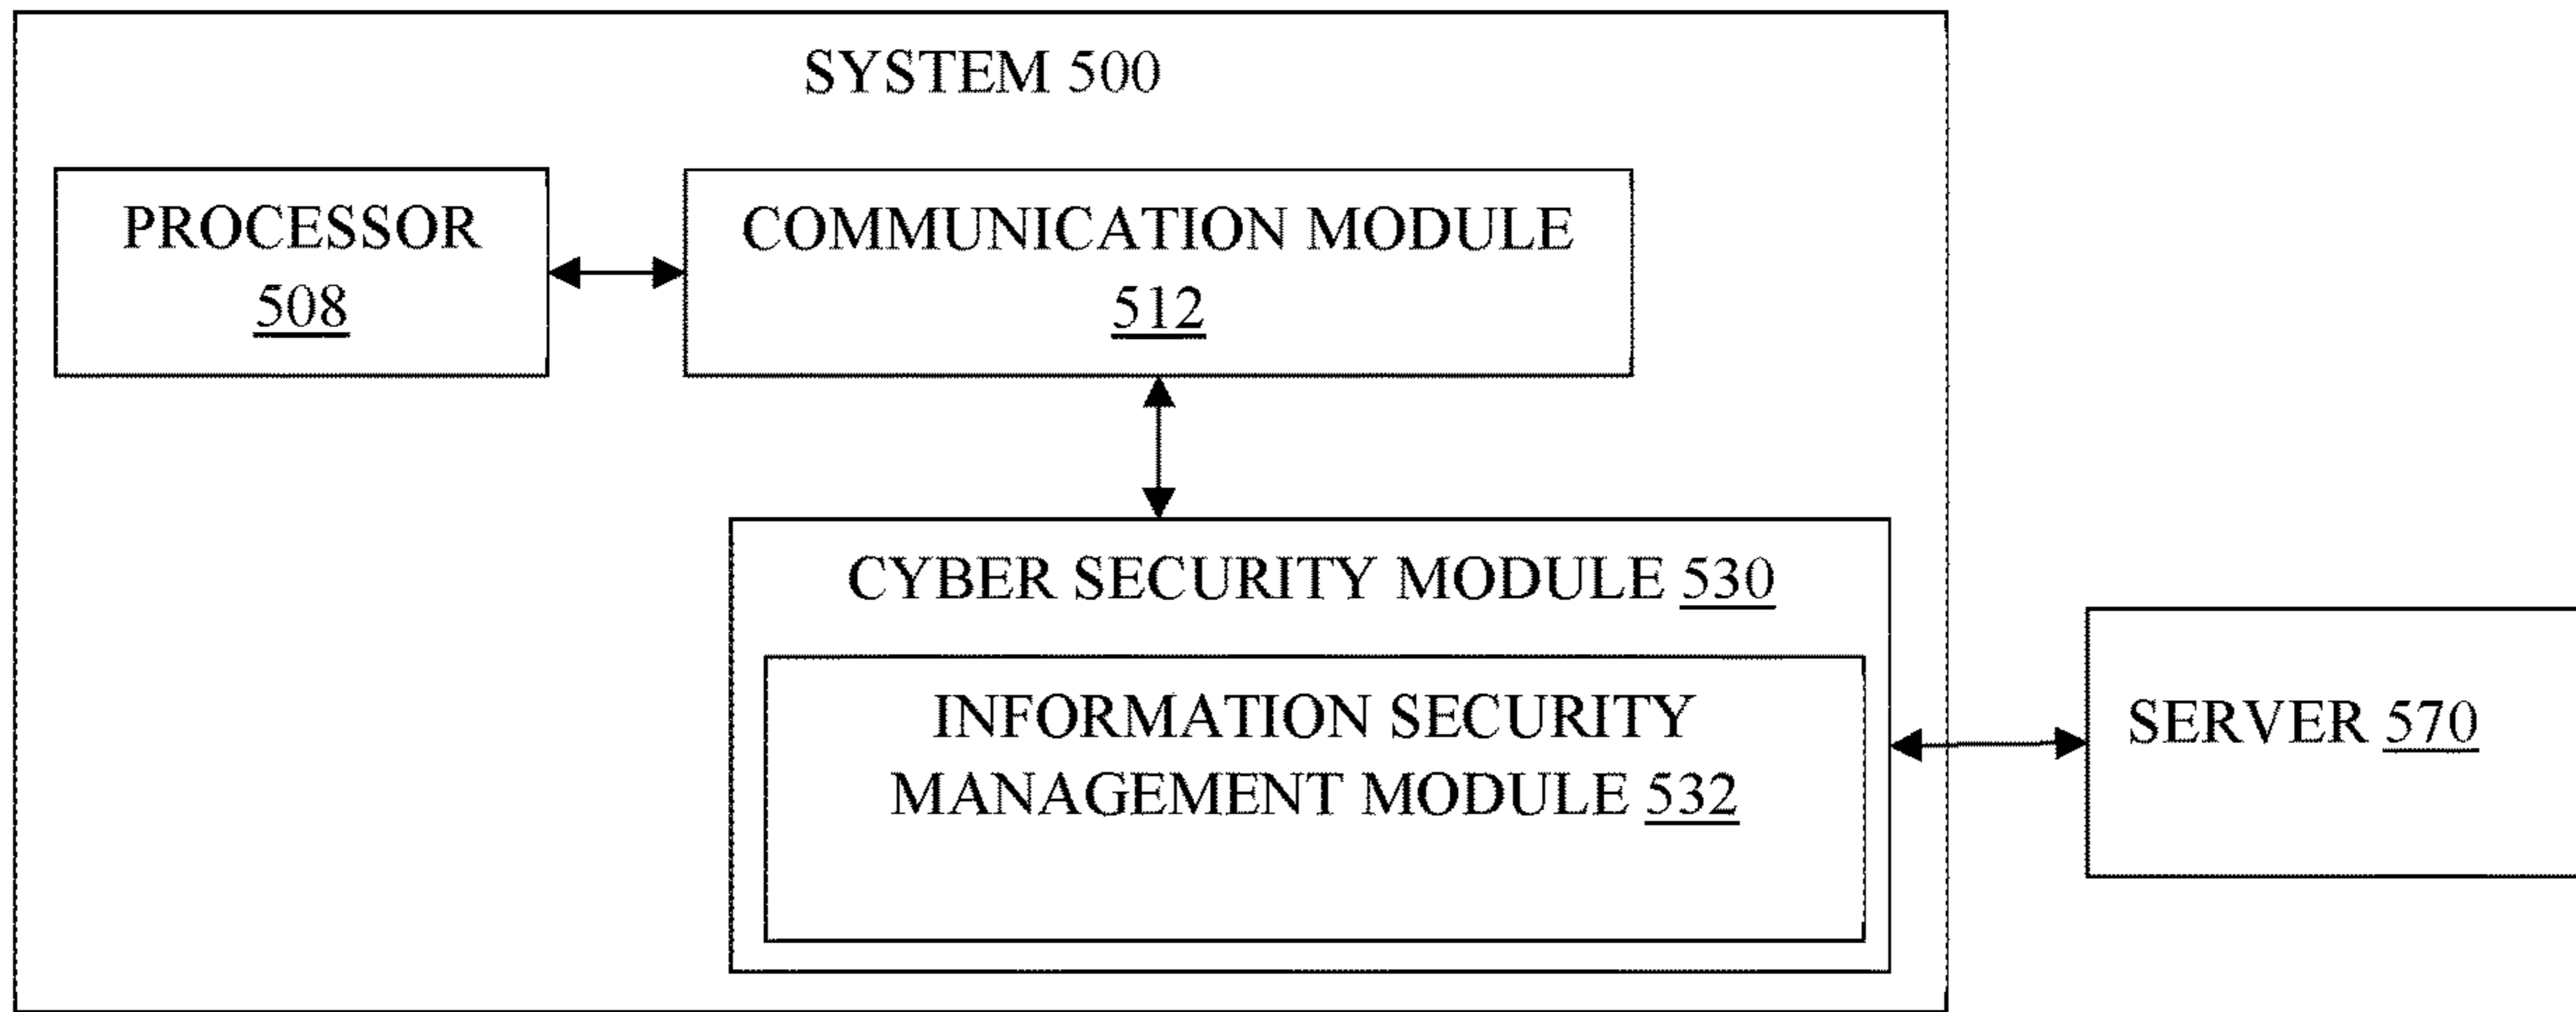 SYSTEM 500
PROCESSOR
508
COMMUNICATION MODULE
512
CYBER SECURITY MODULE 530
INFORMATION SECURITY
MANAGEMENT MODULE 532
SERVER 570